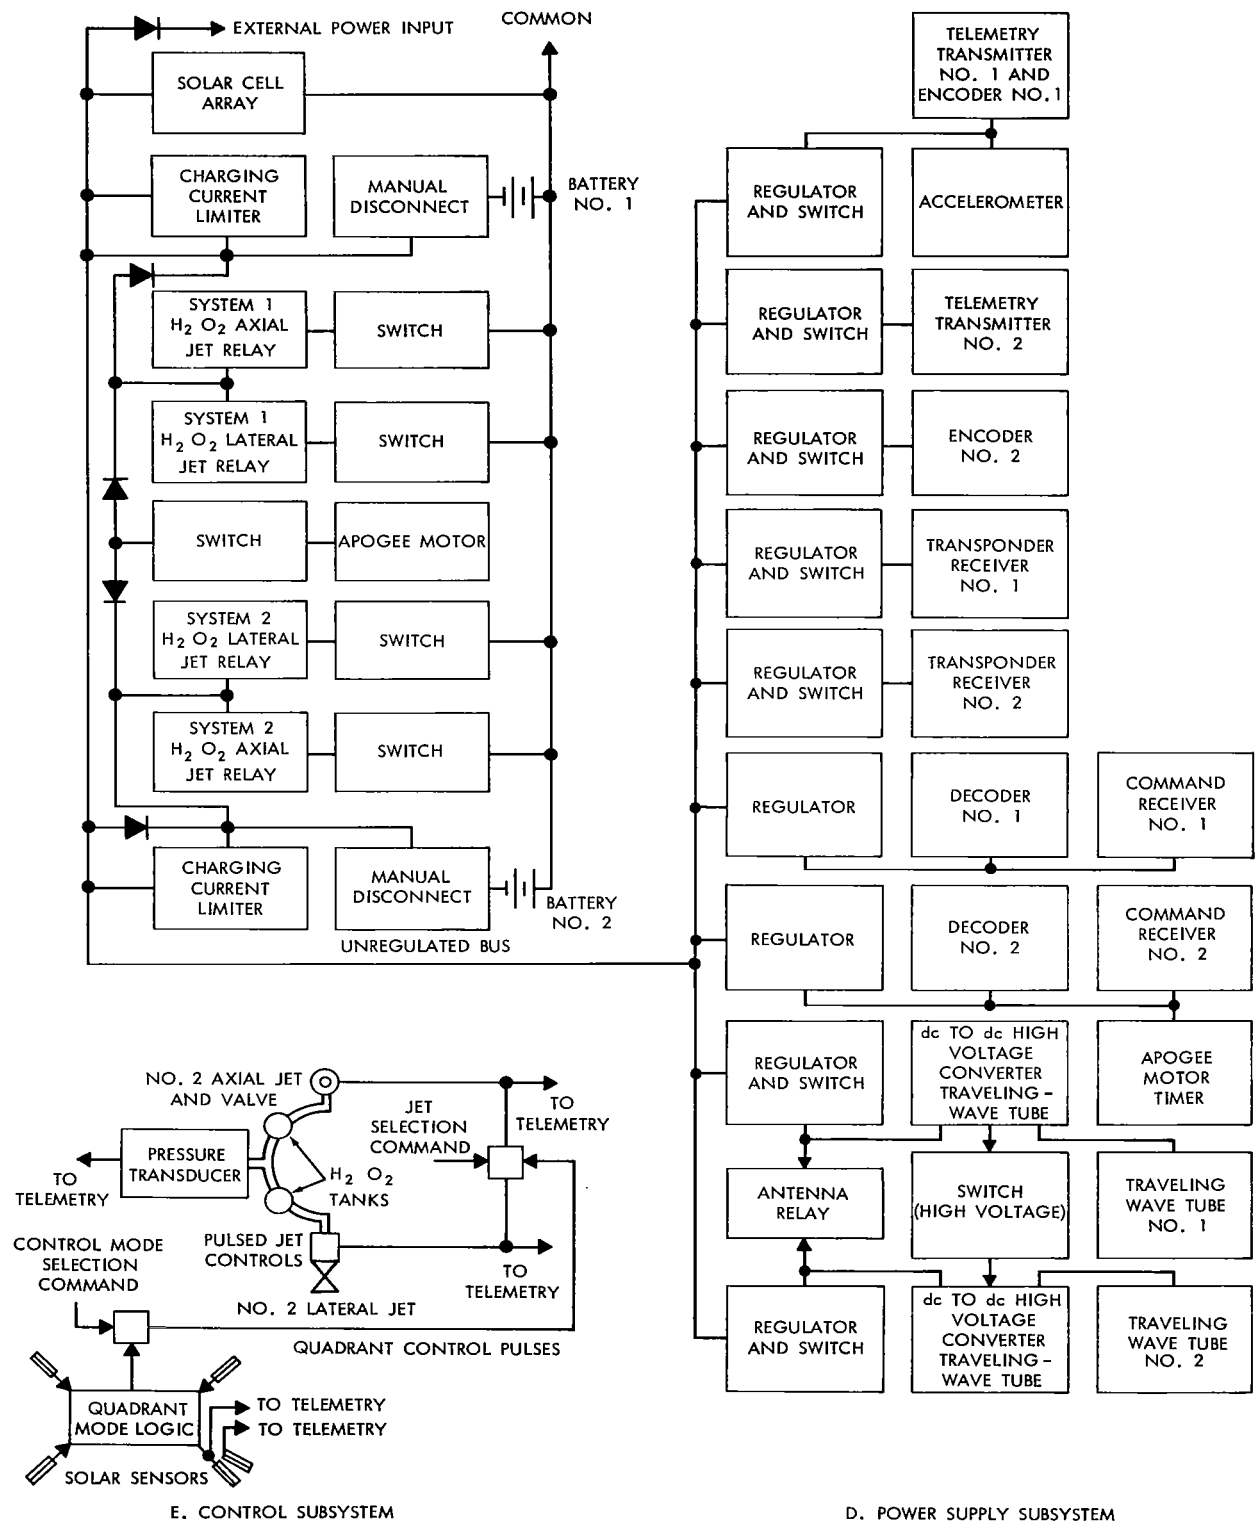 EXTERNAL POWER INPUT
COMMON
SOLAR CELL
ARRAY
CHARGING
CURRENT
LIMITER
MANUAL
DISCONNECT
BATTERY
NO. 1
SYSTEM 1
H2 O2 AXIAL
JET RELAY
SWITCH
SYSTEM 1
H2 O2 LATERAL
JET RELAY
SWITCH
SWITCH
APOGEE MOTOR
SYSTEM 2
H2 O2 LATERAL
JET RELAY
SWITCH
SYSTEM 2
H2 O2 AXIAL
JET RELAY
SWITCH
CHARGING
CURRENT
LIMITER
MANUAL
DISCONNECT
BATTERY
NO. 2
UNREGULATED BUS
TELEMETRY
TRANSMITTER
NO. 1 AND
ENCODER NO.1
REGULATOR
AND SWITCH
ACCELEROMETER
REGULATOR
AND SWITCH
TELEMETRY
TRANSMITTER
NO. 2
REGULATOR
AND SWITCH
ENCODER
NO. 2
REGULATOR
AND SWITCH
TRANSPONDER
RECEIVER
NO. 1
REGULATOR
AND SWITCH
TRANSPONDER
RECEIVER
NO. 2
REGULATOR
DECODER
NO. 1
COMMAND
RECEIVER
NO. 1
REGULATOR
DECODER
NO. 2
COMMAND
RECEIVER
NO. 2
REGULATOR
AND SWITCH
dc TO dc HIGH
VOLTAGE
CONVERTER
TRAVELING-
WAVE TUBE
APOGEE
MOTOR
TIMER
ANTENNA
RELAY
SWITCH
(HIGH VOLTAGE)
TRAVELING
WAVE TUBE
NO. 1
REGULATOR
AND SWITCH
dc TO dc HIGH
VOLTAGE
CONVERTER
TRAVELING-
WAVE TUBE
TRAVELING
WAVE TUBE
NO. 2
NO. 2 AXIAL JET
AND VALVE
JET
SELECTION
COMMAND
TO
TELEMETRY
PRESSURE
TRANSDUCER
TO
TELEMETRY
H2 O2
TANKS
PULSED JET
CONTROLS
TO
TELEMETRY
NO. 2 LATERAL JET
CONTROL MODE
SELECTION
COMMAND
QUADRANT CONTROL PULSES
QUADRANT
MODE LOGIC
TO TELEMETRY
TO TELEMETRY
SOLAR SENSORS
E. CONTROL SUBSYSTEM
D. POWER SUPPLY SUBSYSTEM